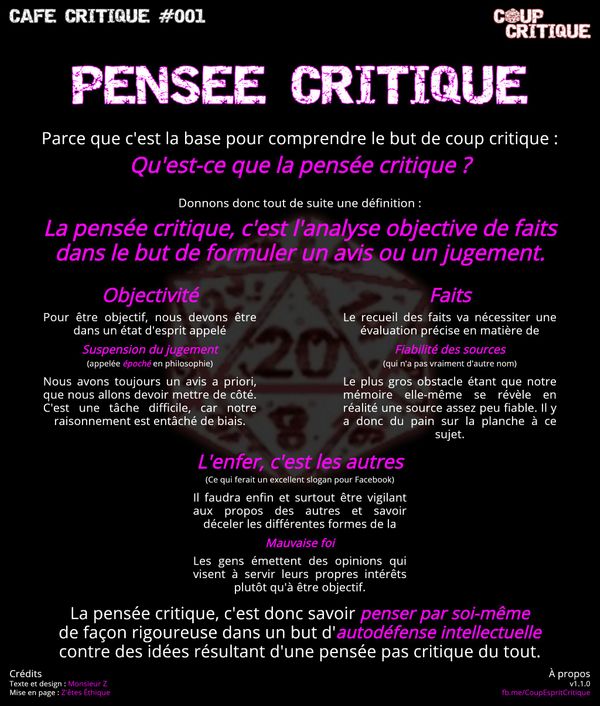 CAFE CRITIQUE #001
COUP
CRITIQUE
PENSEE CRITIQUE
Parce que c'est la base pour comprendre le but de coup critique :
Qu'est-ce que la pensée critique ?
Donnons donc tout de suite une définition :
La pensée critique, c'est l'analyse objective de faits
dans le but de formuler un avis ou un jugement.
Objectivité
Pour être objectif, nous devons être
dans un état d'esprit appelé
Suspension du jugement
(appelée épochè en philosophie)
Nous avons toujours un avis a priori,
que nous allons devoir mettre de côté.
C'est une tâche difficile, car notre
raisonnement est entâché de biais.
Faits
Le recueil des faits va nécessiter une
évaluation précise en matière de
Fiabilité des sources
(qui n'a pas vraiment d'autre nom)
Le plus gros obstacle étant que notre
mémoire elle-même se révèle en
réalité une source assez peu fiable. Il y
a donc du pain sur la planche à ce
sujet.
20
L'enfer, c'est les autres
(Ce qui ferait un excellent slogan pour Facebook)
Il faudra enfin et surtout être vigilant
aux propos des autres et savoir
déceler les différentes formes de la
Mauvaise foi
Les gens émettent des opinions qui
visent à servir leurs propres intérêts
plutôt qu'à être objectif.
La pensée critique, c'est donc savoir penser par soi-même
de façon rigoureuse dans un but d'autodéfense intellectuelle
contre des idées résultant d'une pensée pas critique du tout.
Crédits
Texte et design : Monsieur Z
Mise en page : Z'êtes Éthique
À propos
v1.1.0
fb.me/CoupEspritCritique